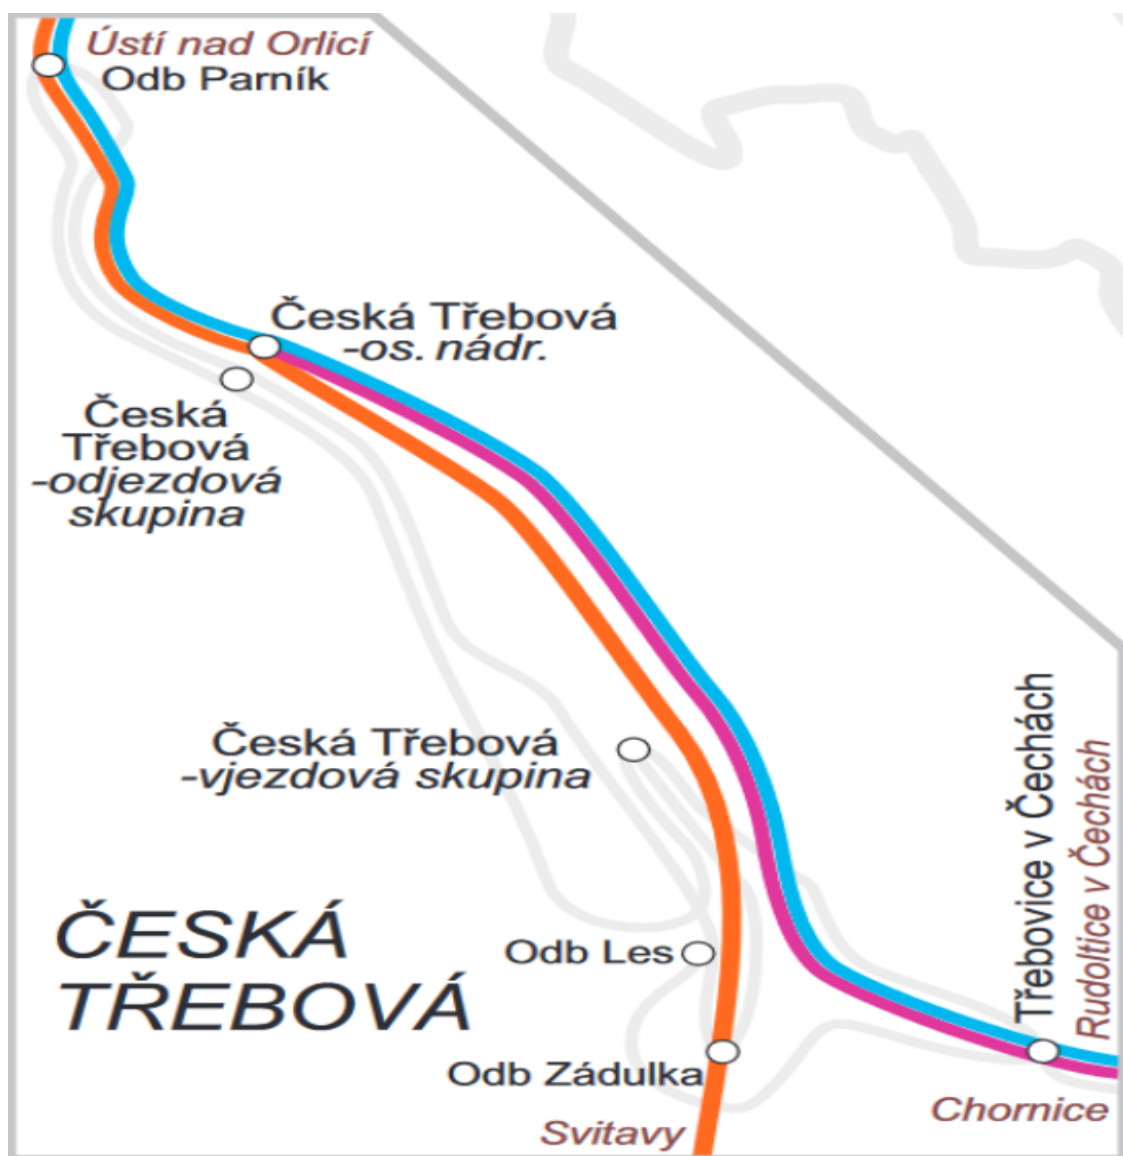 Ústí nad Orlicí
Odb Parník
Česká Třebová
-os. nádr.
Česká
Třebová
-odjezdová
skupina
Česká Třebová
-vjezdová skupina
Třebovice v Čechách
Rudoltice v Čechách
ČESKÁ
TŘEBOVÁ
Odb Les
Odb Zádulka
Chornice
Svitavy